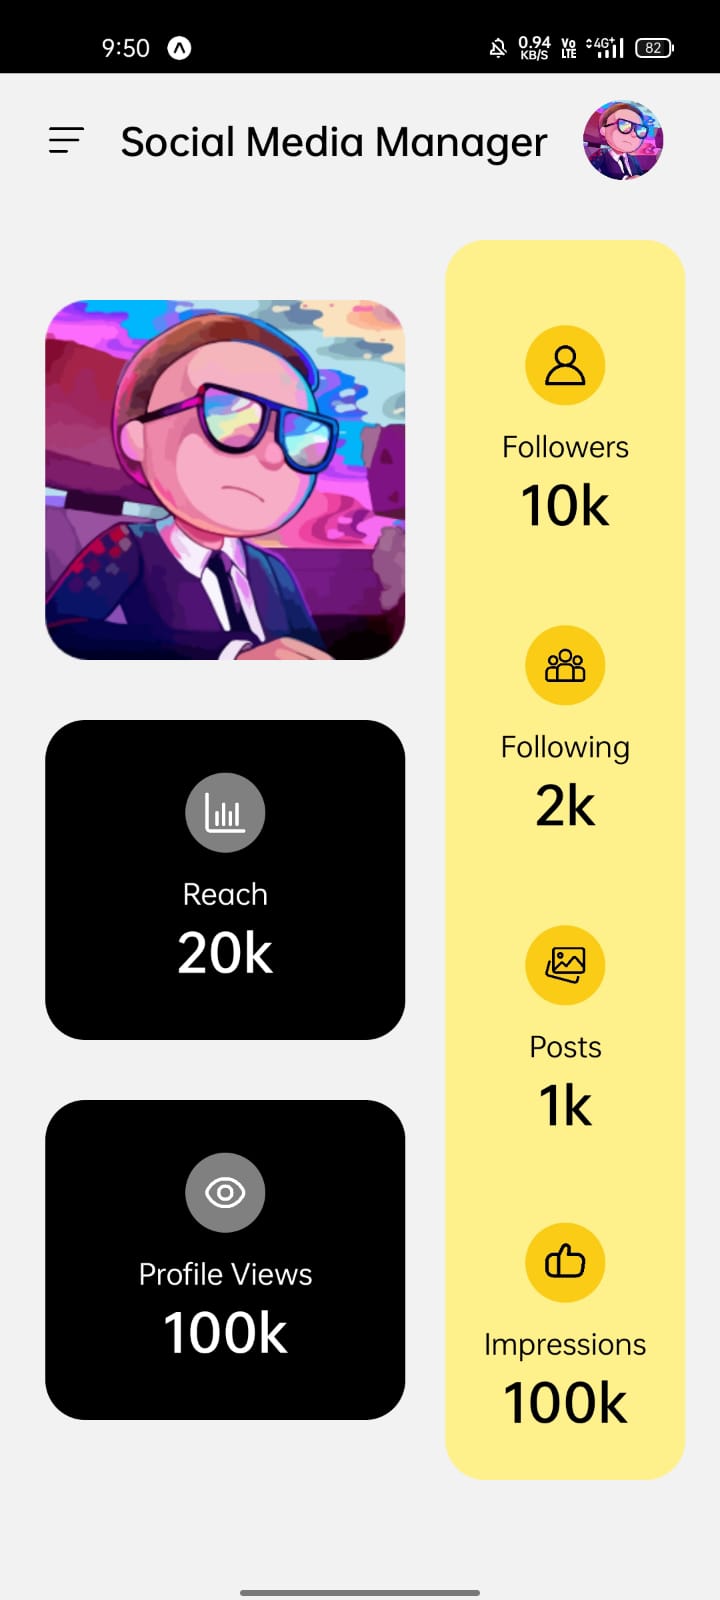 9:50
0.94
KB/S
Vo
LTE
4G+
82
Social Media Manager
Followers
10k
Following
2k
Reach
20k
Posts
1k
Profile Views
100k
Impressions
100k